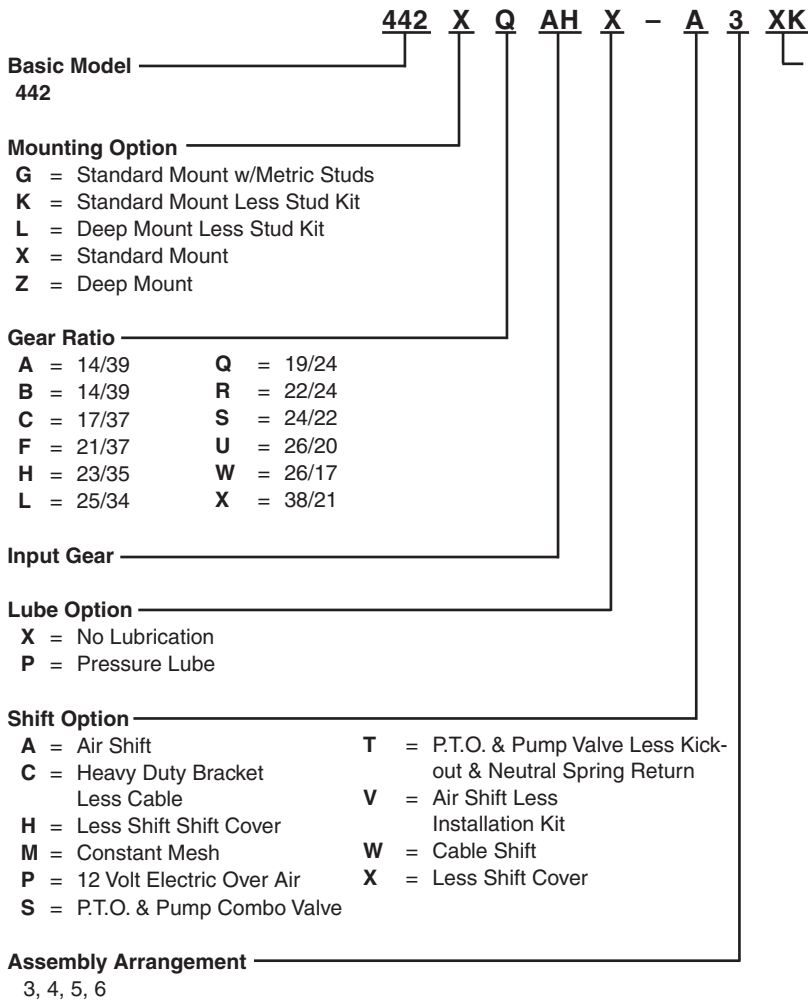 442 X Q AH X – A 3 XK
Basic Model
442
Mounting Option
G = Standard Mount w/Metric Studs
K = Standard Mount Less Stud Kit
L = Deep Mount Less Stud Kit
X = Standard Mount
Z = Deep Mount
Gear Ratio
A = 14/39
B = 14/39
C = 17/37
F = 21/37
H = 23/35
L = 25/34
Q = 19/24
R = 22/24
S = 24/22
U = 26/20
W = 26/17
X = 38/21
Input Gear
Lube Option
X = No Lubrication
P = Pressure Lube
Shift Option
A = Air Shift
C = Heavy Duty Bracket
Less Cable
H = Less Shift Shift Cover
M = Constant Mesh
P = 12 Volt Electric Over Air
S = P.T.O. & Pump Combo Valve
T = P.T.O. & Pump Valve Less Kick-
out & Neutral Spring Return
V = Air Shift Less
Installation Kit
W = Cable Shift
X = Less Shift Cover
Assembly Arrangement
3, 4, 5, 6